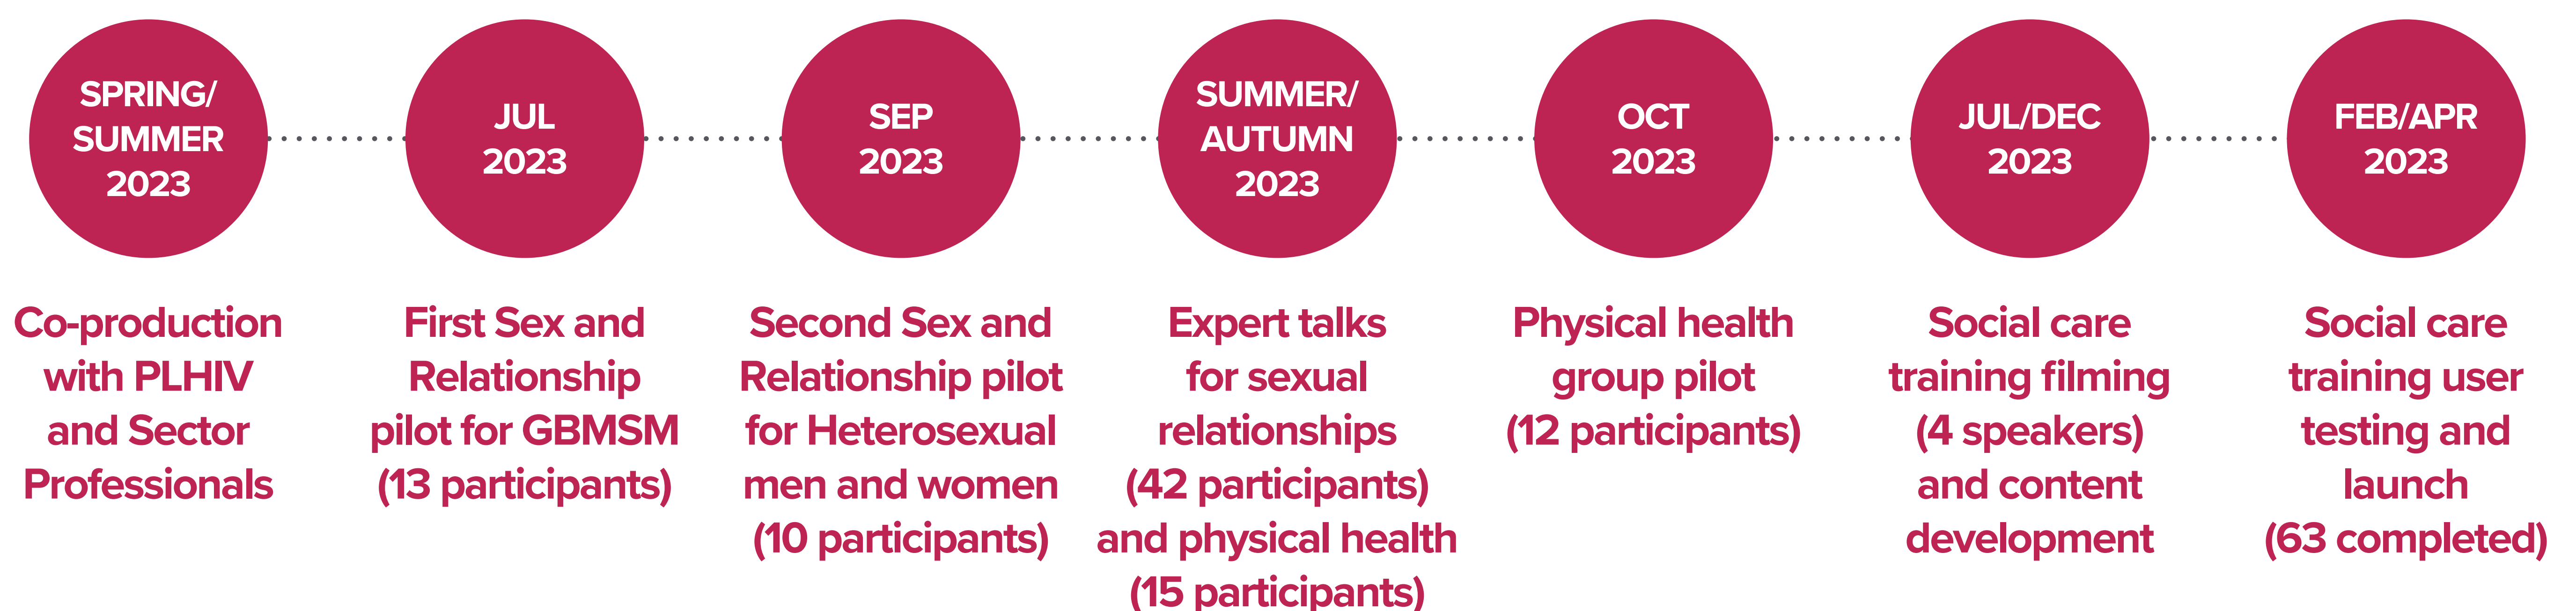 SPRING/
SUMMER
2023
Co-production
with PLHIV
and Sector
Professionals
JUL
2023
First Sex and
Relationship
pilot for GBMSM
(13 participants)
SEP
2023
Second Sex and
Relationship pilot
for Heterosexual
men and women
(10 participants)
SUMMER/
AUTUMN
2023
Expert talks
for sexual
relationships
(42 participants)
and physical health
(15 participants)
OCT
2023
Physical health
group pilot
(12 participants)
JUL/DEC
2023
Social care
training filming
(4 speakers)
and content
development
FEB/APR
2023
Social care
training user
testing and
launch
(63 completed)